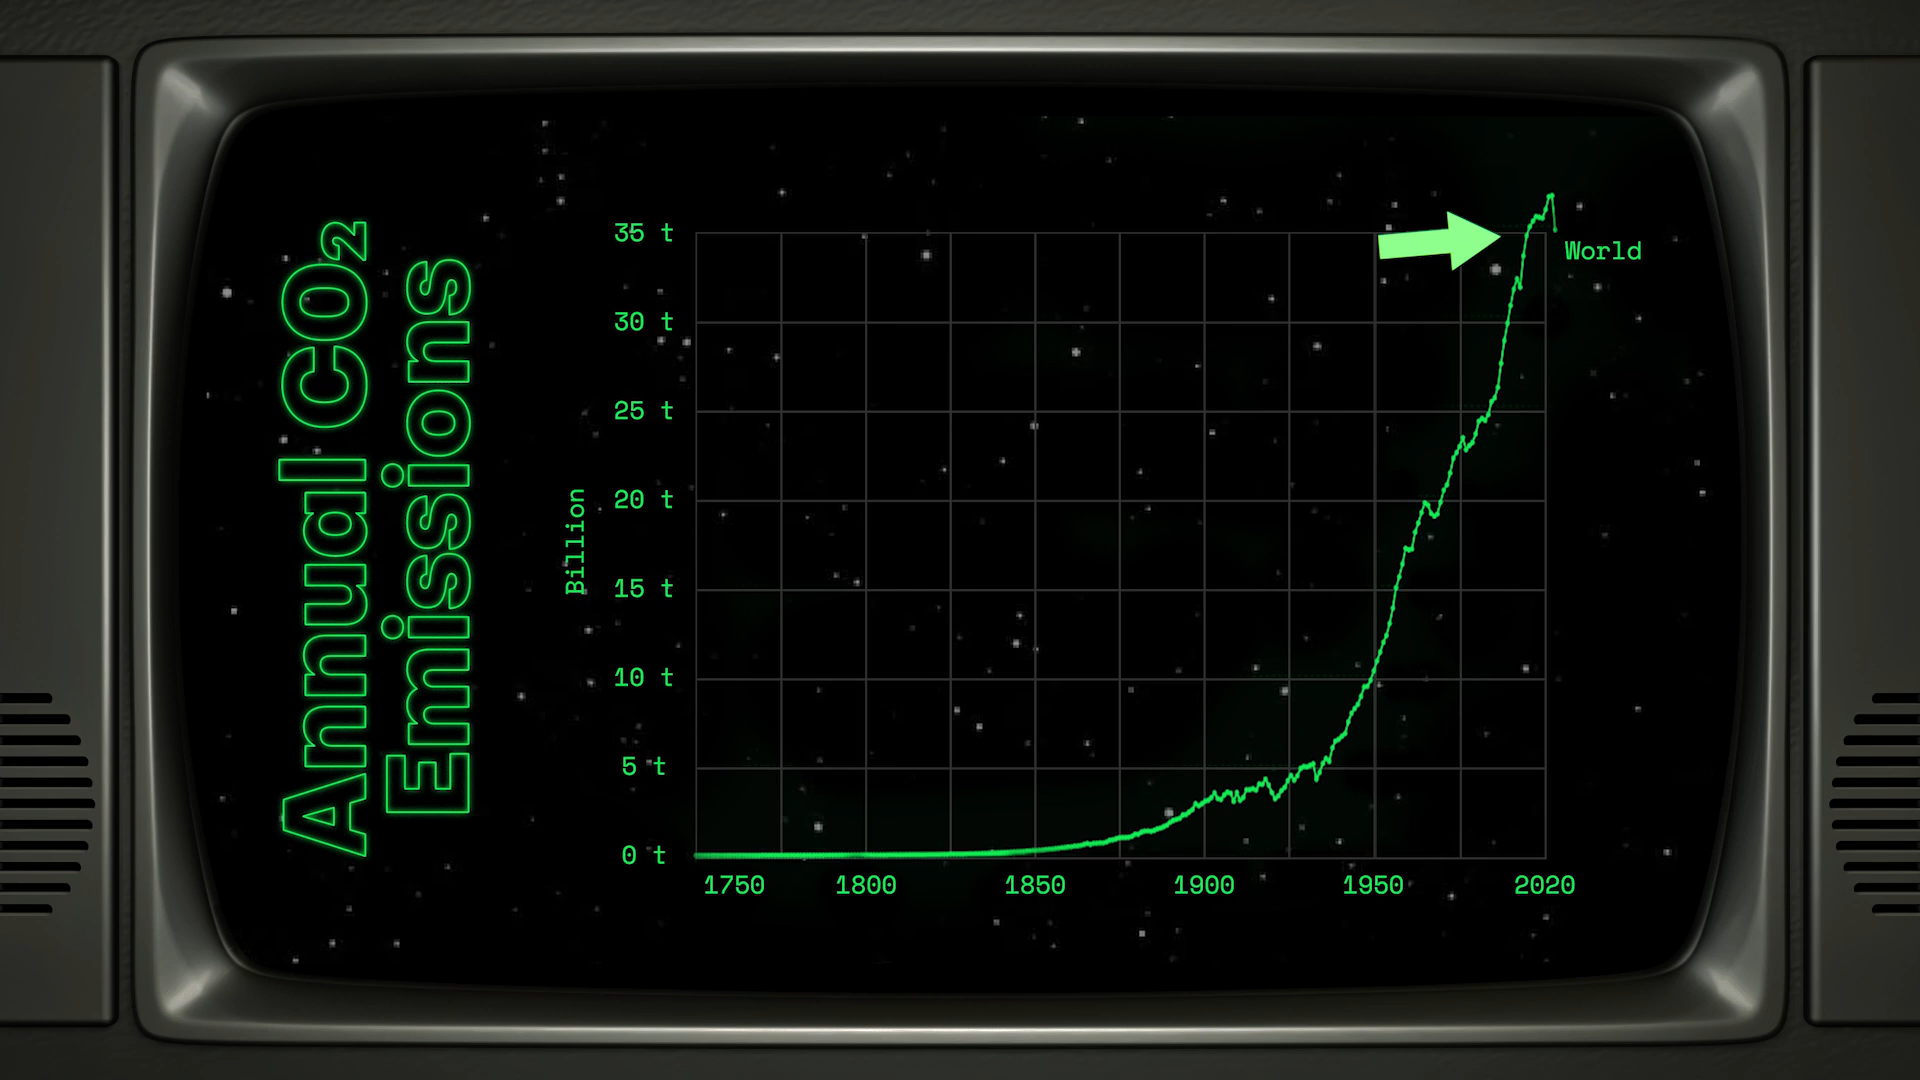 Annual CO₂
Emissions
Billion
35 t
30 t
25 t
20 t
15 t
10 t
5 t
0 t
1750 1800 1850 1900 1950 2020
World